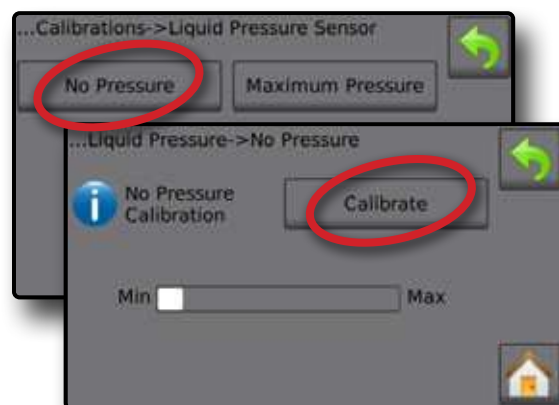 ...Calibrations->Liquid Pressure Sensor
No Pressure
Maximum Pressure
...Liquid Pressure->No Pressure
No Pressure
Calibration
Calibrate
Min
Max